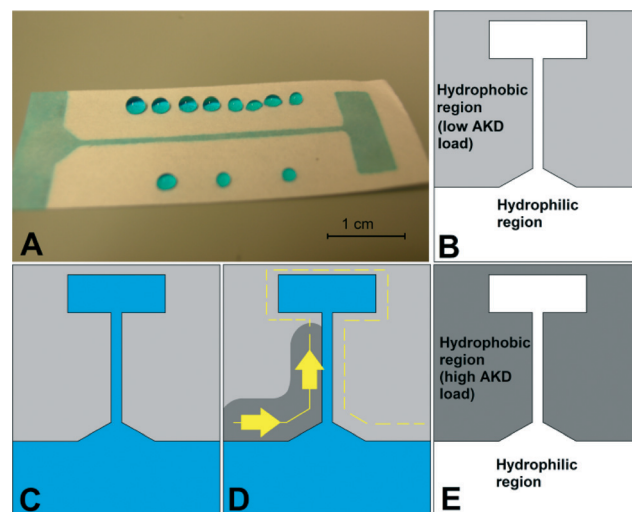 A
1 cm
Hydrophobic
region
(low AKD
load)
Hydrophilic
region
B
C
D
Hydrophobic
region
(high AKD
load)
Hydrophilic
region
E